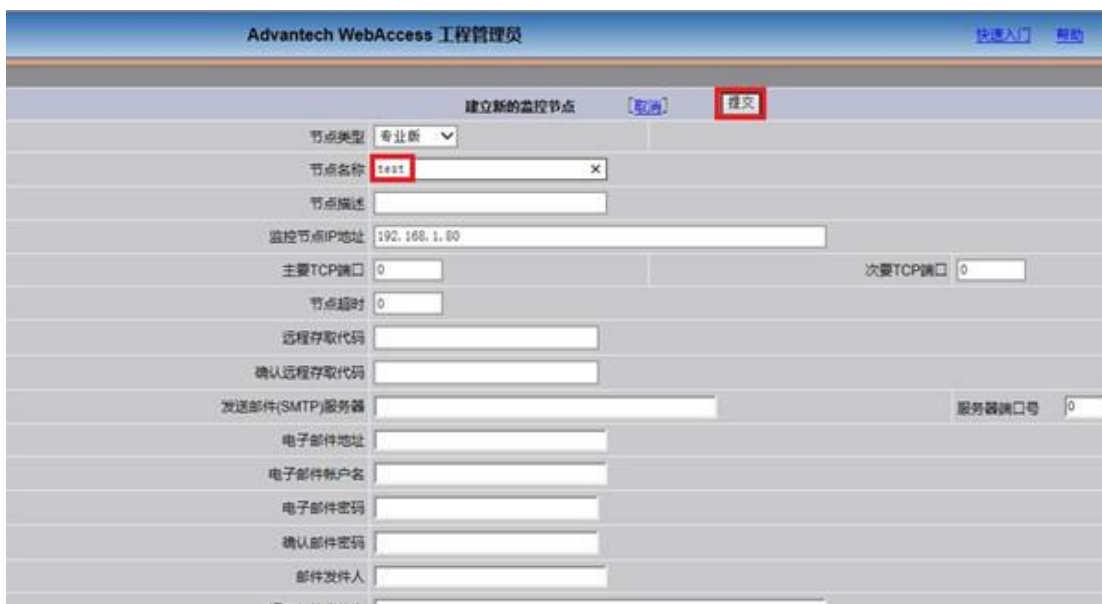 Advantech WebAccess 工程管理员 快速入门 帮助
建立新的监控节点 [取消] 提交
节点类型 专业版
节点名称 test ×
节点描述
监控节点IP地址 192.168.1.80
主要TCP端口 0 次要TCP端口 0
节点超时 0
远程存取代码
确认远程存取代码
发送邮件(SMTP)服务器 服务器端口号 0
电子邮件地址
电子邮件帐户名
电子邮件密码
确认邮件密码
邮件发件人